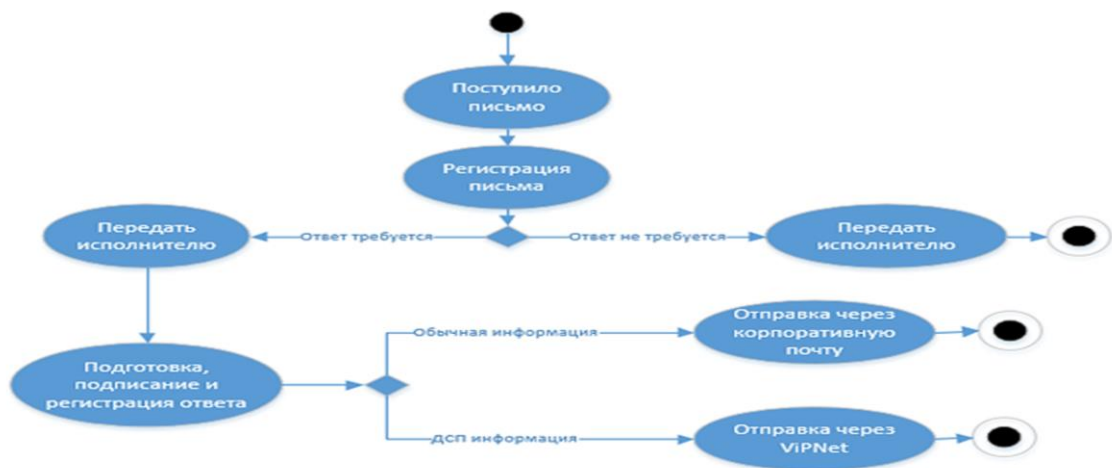 Поступило
письмо
Регистрация
письма
Передать
исполнителю
Ответ требуется
Ответ не требуется
Передать
исполнителю
Подготовка,
подписание и
регистрация ответа
Обычная информация
Отправка через
корпоративную
почту
ДСП информация
Отправка через
ViPNet